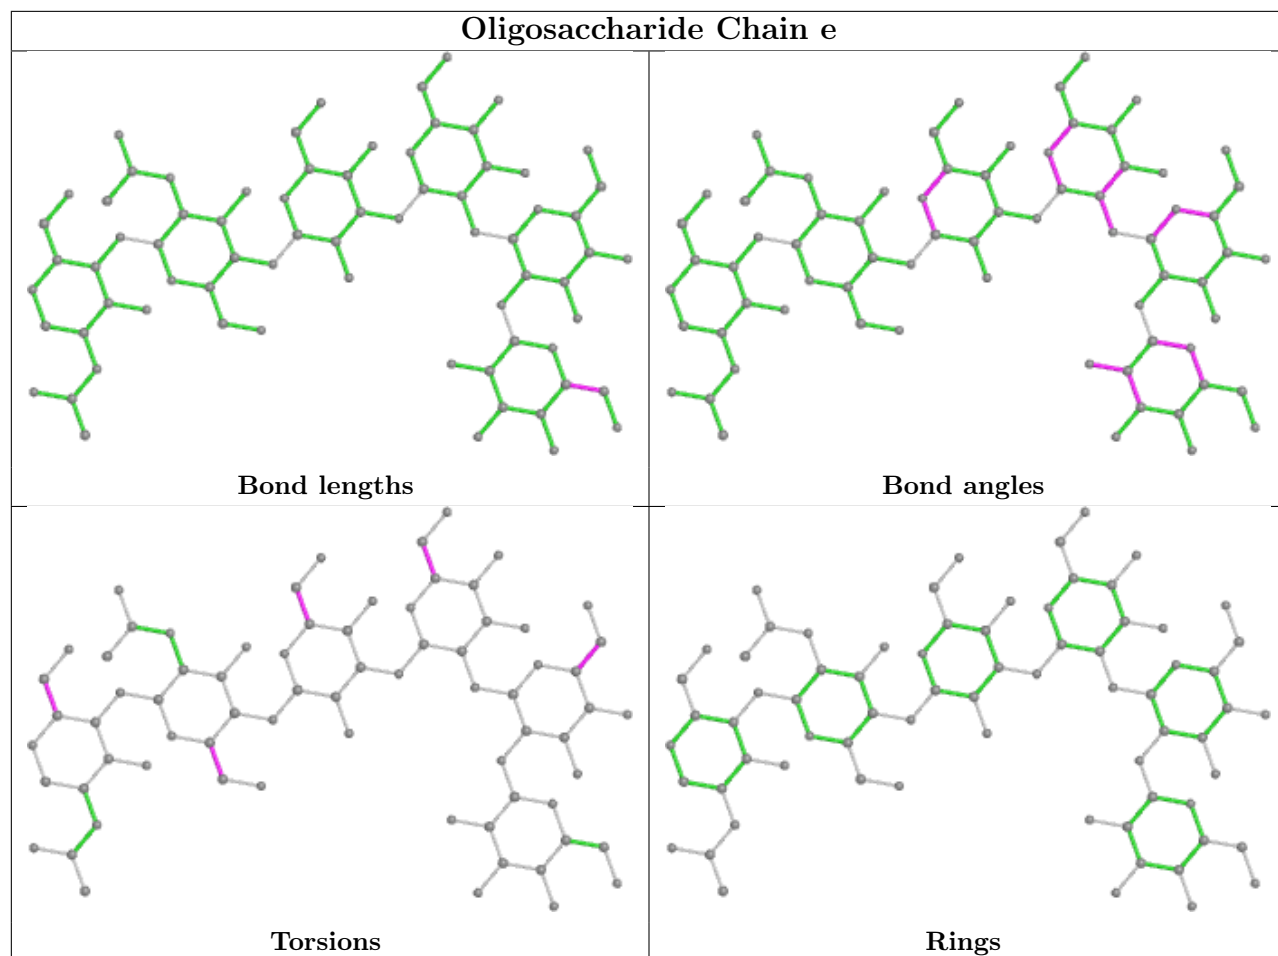 Oligosaccharide Chain e
Bond lengths
Bond angles
Torsions
Rings